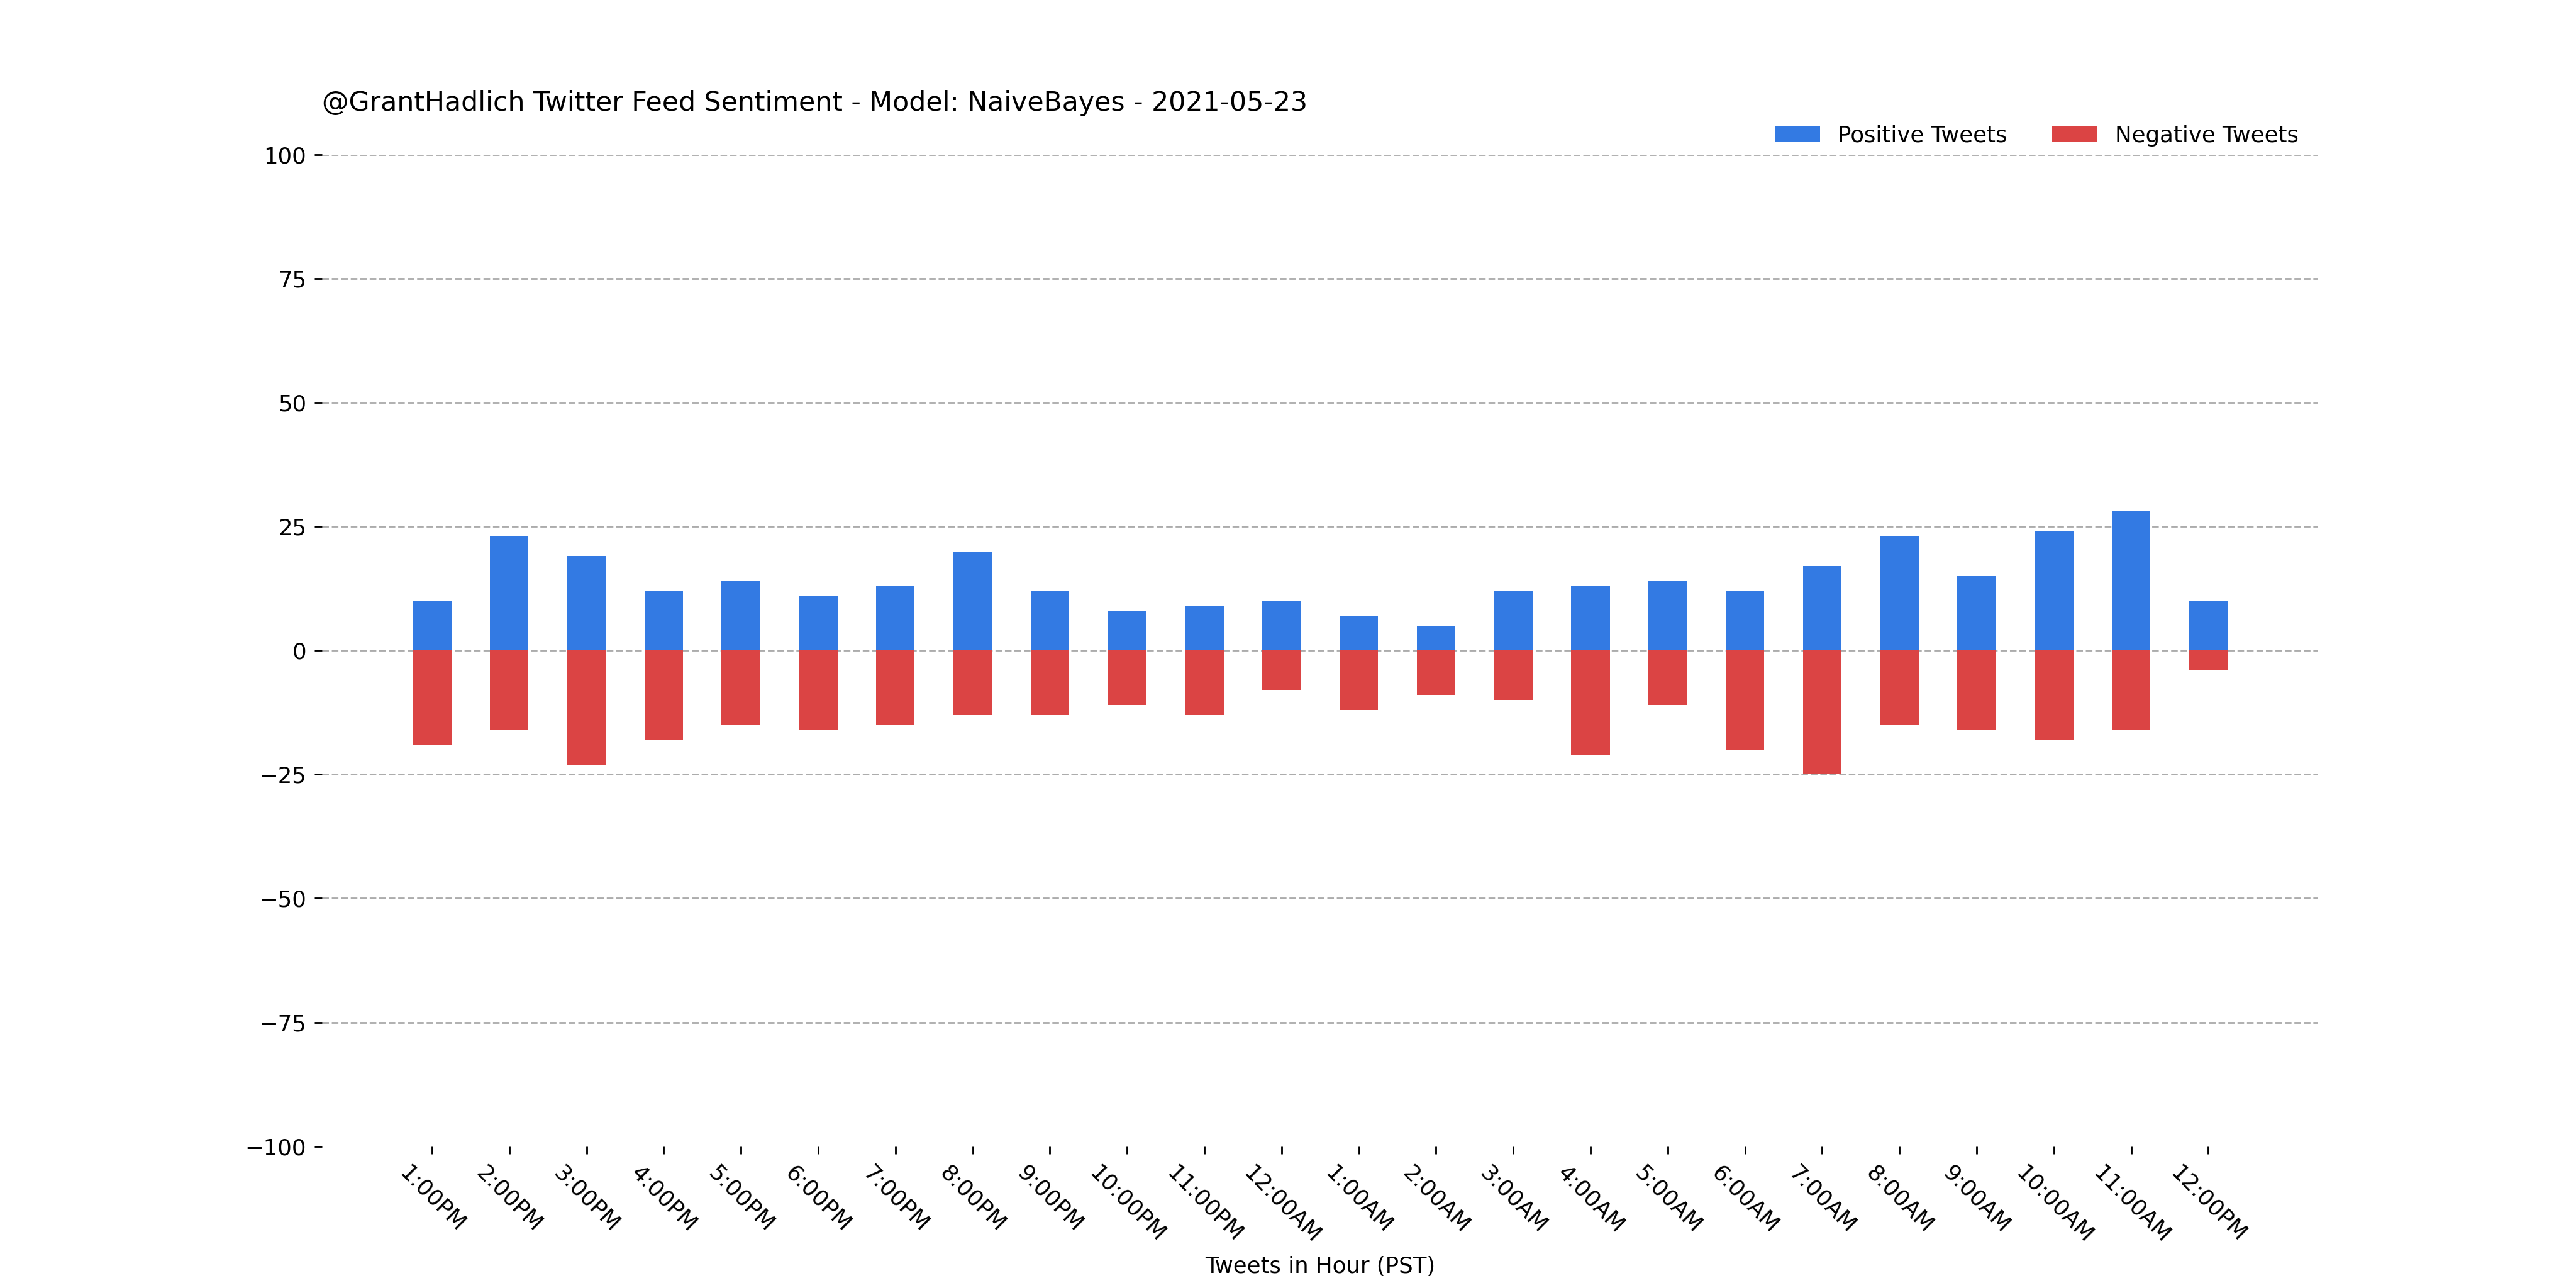 @GrantHadlich Twitter Feed Sentiment - Model: NaiveBayes - 2021-05-23
Positive Tweets
Negative Tweets
100
75
50
25
0
−25
−50
−75
−100
1:00PM
2:00PM
3:00PM
4:00PM
5:00PM
6:00PM
7:00PM
8:00PM
9:00PM
10:00PM
11:00PM
12:00AM
1:00AM
2:00AM
3:00AM
4:00AM
5:00AM
6:00AM
7:00AM
8:00AM
9:00AM
10:00AM
11:00AM
12:00PM
Tweets in Hour (PST)